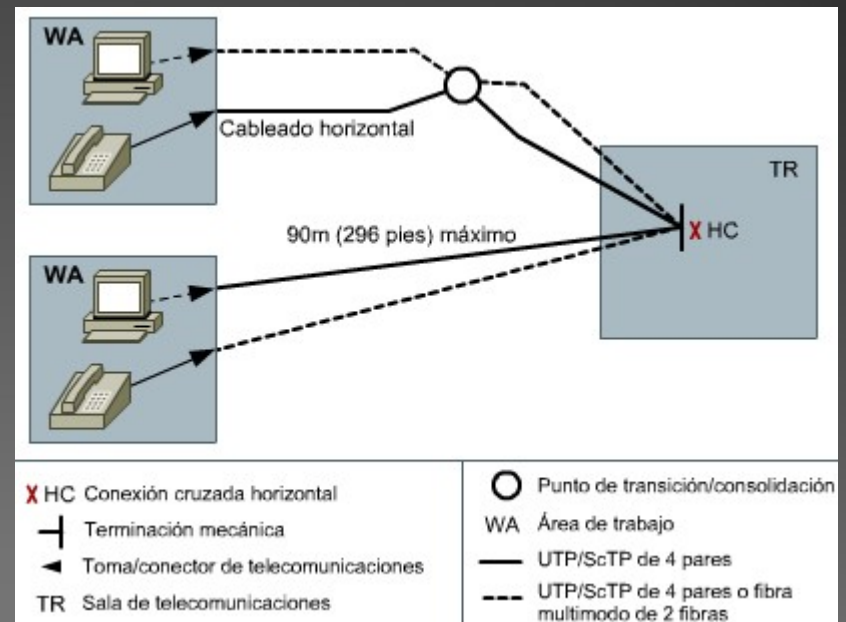 WA
Cableado horizontal
TR
X HC
90m (296 pies) máximo
WA
X HC Conexión cruzada horizontal
Terminación mecánica
Toma/conector de telecomunicaciones
TR Sala de telecomunicaciones
Punto de transición/consolidación
WA Área de trabajo
UTP/ScTP de 4 pares
UTP/ScTP de 4 pares o fibra
multimodo de 2 fibras